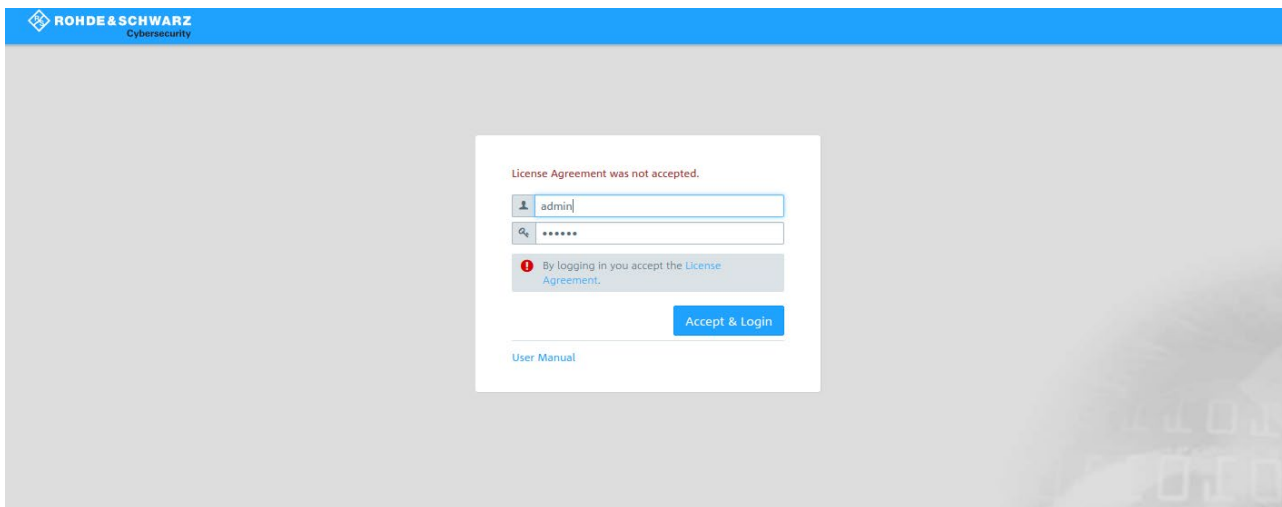 ROHDE&SCHWARZ
Cybersecurity
License Agreement was not accepted.
admin
••••••
By logging in you accept the License
Agreement.
Accept & Login
User Manual